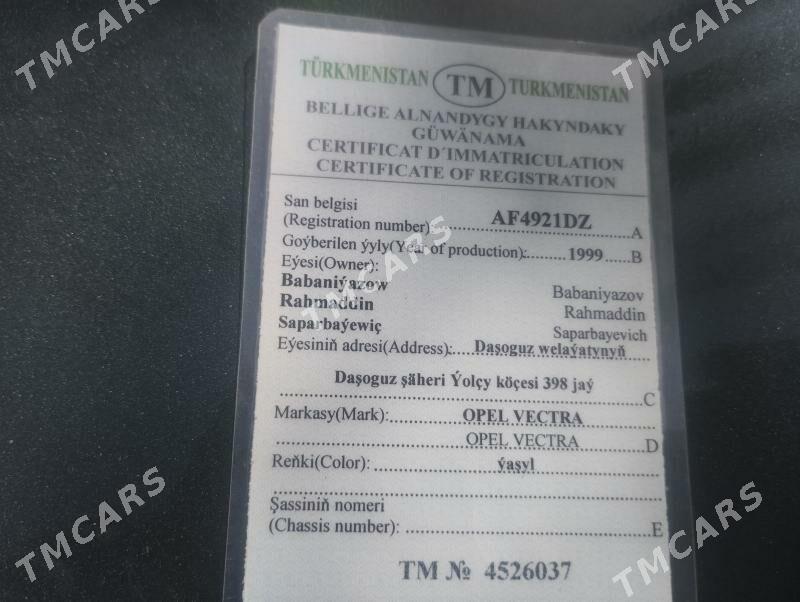 TÜRKMENISTAN TM TURKMENISTAN
BELLIGE ALNANDYGY HAKYNDAKY
GÜWÄNAMA
CERTIFICAT D'IMMATRICULATION
CERTIFICATE OF REGISTRATION
San belgisi
(Registration number): AF4921DZ A
Goýberilen ýyly(Year of production): 1999 B
Eýesi(Owner):
Babaniýazow Babaniyazov
Rahmaddin Rahmaddin
Saparbaýewiç Saparbayevich
Eýesiniň adresi(Address): Daşoguz welaýatynyň
Daşoguz şäheri Ýolçy köçesi 398 jaý
C
Markasy(Mark): OPEL VECTRA
OPEL VECTRA D
Reňki(Color): ýaşyl
Şassiniň nomeri
(Chassis number): E
TM № 4526037
TMCARS
TMCARS
TMCARS
TMCARS
TMCARS